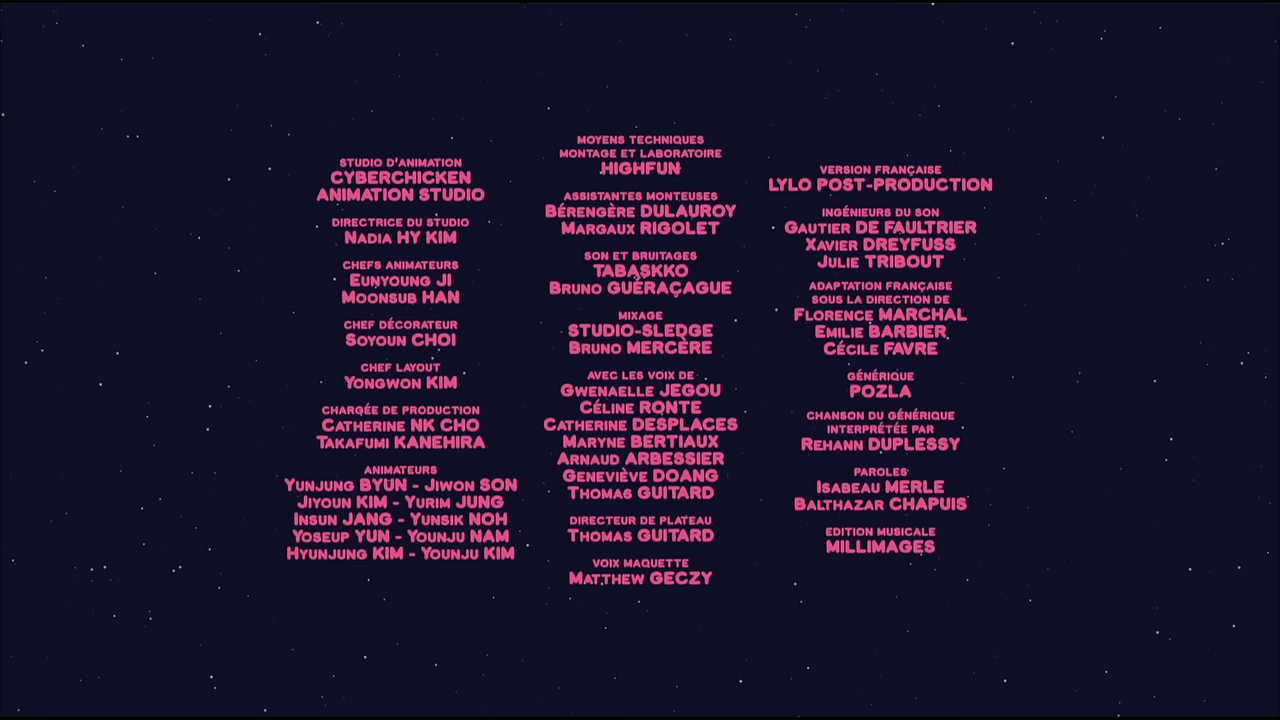 STUDIO D'ANIMATION
CYBERCHICKEN
ANIMATION STUDIO
DIRECTRICE DU STUDIO
NADIA HY KIM
CHEFS ANIMATEURS
EUNYOUNG JI
MOONSUB HAN
CHEF DÉCORATEUR
SOYOUN CHOI
CHEF LAYOUT
YONGWON KIM
CHARGÉE DE PRODUCTION
CATHERINE NK CHO
TAKAFUMI KANEHIRA
ANIMATEURS
YUNJUNG BYUN - JIWON SON
JIYOUN KIM - YURIM JUNG
INSUN JANG - YUNSIK NOH
YOSEUP YUN - YOUNJU NAM
HYUNJUNG KIM - YOUNJU KIM
MOYENS TECHNIQUES
MONTAGE ET LABORATOIRE
HIGHFUN
ASSISTANTES MONTEUSES
BÉRENGÈRE DULAUROY
MARGAUX RIGOLET
SON ET BRUITAGES
TABASKKO
BRUNO GUÉRAÇAGUE
MIXAGE
STUDIO-SLEDGE
BRUNO MERCÈRE
AVEC LES VOIX DE
GWENAELLE JEGOU
CÉLINE RONTE
CATHERINE DESPLACES
MARYNE BERTIAUX
ARNAUD ARBESSIER
GENEVIÈVE DOANG
THOMAS GUITARD
DIRECTEUR DE PLATEAU
THOMAS GUITARD
VOIX MAQUETTE
MATTHEW GECZY
VERSION FRANÇAISE
LYLO POST-PRODUCTION
INGÉNIEURS DU SON
GAUTIER DE FAULTRIER
XAVIER DREYFUSS
JULIE TRIBOUT
ADAPTATION FRANÇAISE
SOUS LA DIRECTION DE
FLORENCE MARCHAL
EMILIE BARBIER
CÉCILE FAVRE
GÉNÉRIQUE
POZLA
CHANSON DU GÉNÉRIQUE
INTERPRÉTÉE PAR
REHANN DUPLESSY
PAROLES
ISABEAU MERLE
BALTHAZAR CHAPUIS
EDITION MUSICALE
MILLIMAGES